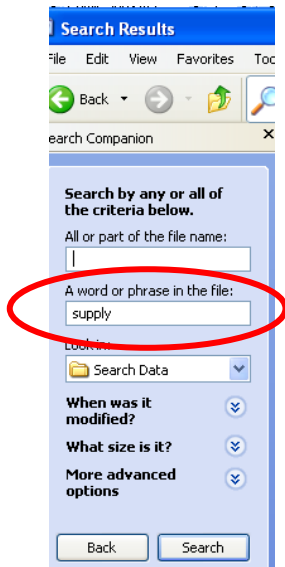 Search Results
File Edit View Favorites Too
Back
earch Companion
Search by any or all of
the criteria below.
All or part of the file name:
A word or phrase in the file:
supply
Look in:
Search Data
When was it
modified?
What size is it?
More advanced
options
Back Search